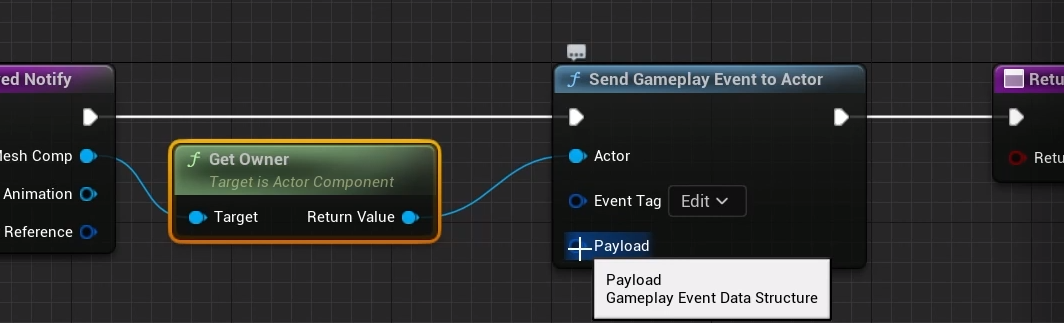 ed Notify
Send Gameplay Event to Actor
Retu
Mesh Comp
Get Owner
Target is Actor Component
Actor
Retu
Animation
Event Tag
Edit
Target
Return Value
Reference
Payload
Payload
Gameplay Event Data Structure